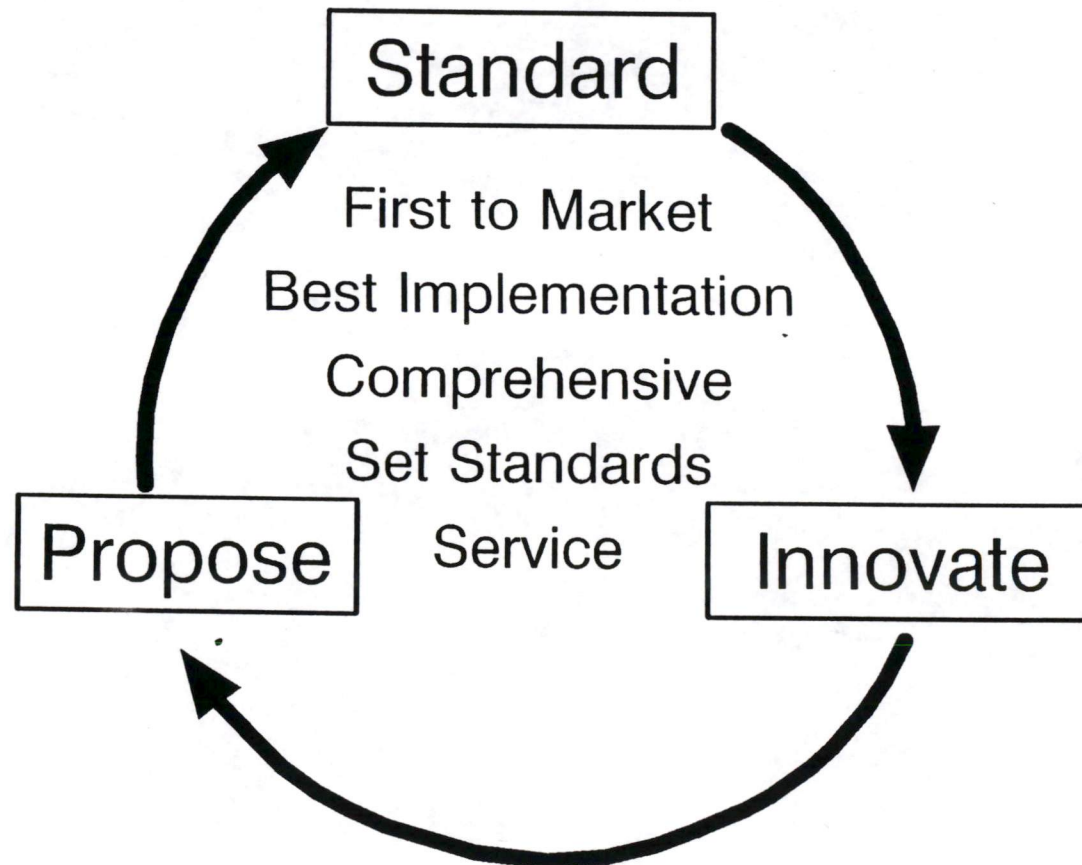 Standard
First to Market
Best Implementation
Comprehensive
Set Standards
Service
Propose
Innovate